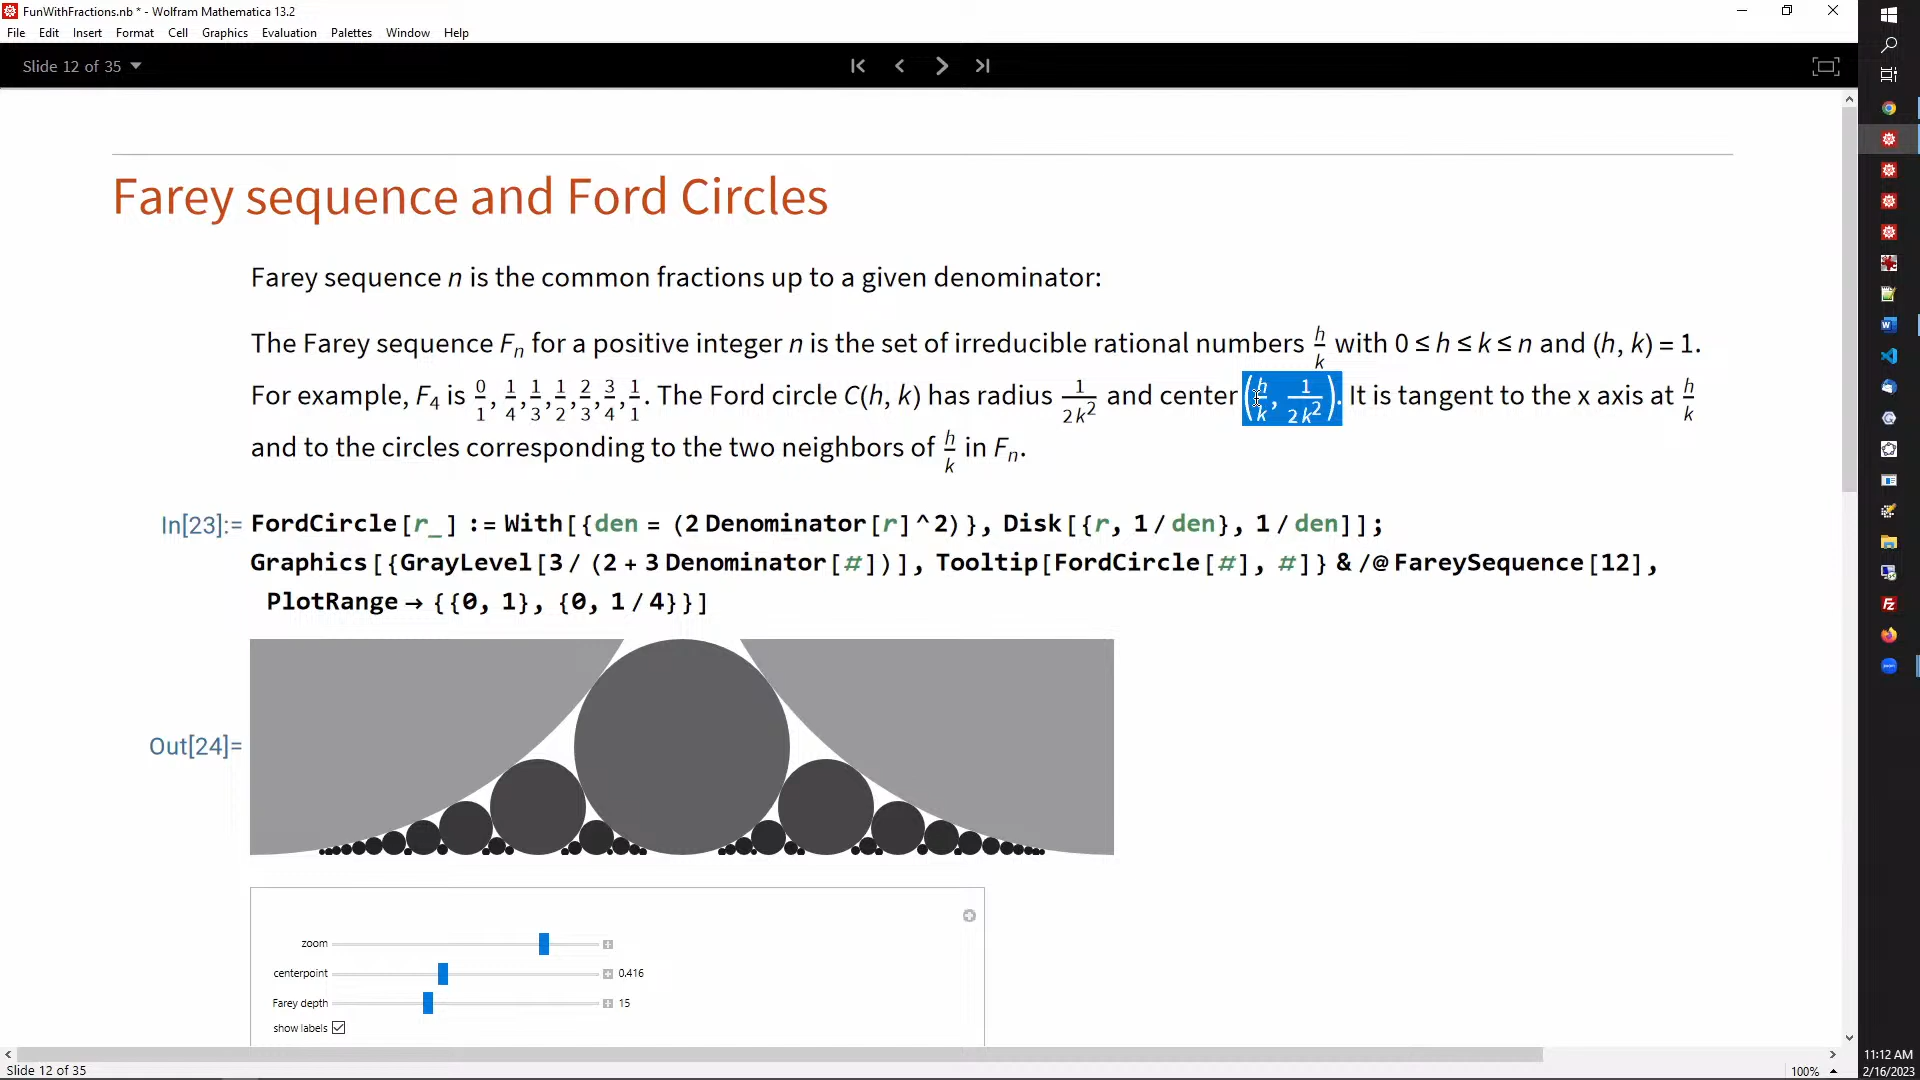 FunWithFractions.nb * - Wolfram Mathematica 13.2
File Edit Insert Format Cell Graphics Evaluation Palettes Window Help
Slide 12 of 35
Farey sequence and Ford Circles
Farey sequence n is the common fractions up to a given denominator:
The Farey sequence Fₙ for a positive integer n is the set of irreducible rational numbers h/k with 0 ≤ h ≤ k ≤ n and (h, k) = 1.
For example, F₄ is 0/1, 1/4, 1/3, 1/2, 2/3, 3/4, 1/1. The Ford circle C(h, k) has radius 1/(2k²) and center (h/k, 1/(2k²)). It is tangent to the x axis at h/k
and to the circles corresponding to the two neighbors of h/k in Fₙ.
In[23]:= FordCircle[r_] := With[{den = (2 Denominator[r]^2)}, Disk[{r, 1/den}, 1/den]];
Graphics[{GrayLevel[3/(2+3 Denominator[#])], Tooltip[FordCircle[#], #]} & /@ FareySequence[12],
PlotRange → {{0, 1}, {0, 1/4}}]
Out[24]=
zoom
centerpoint 0.416
Farey depth 15
show labels
Slide 12 of 35
100%
11:12 AM
2/16/2023